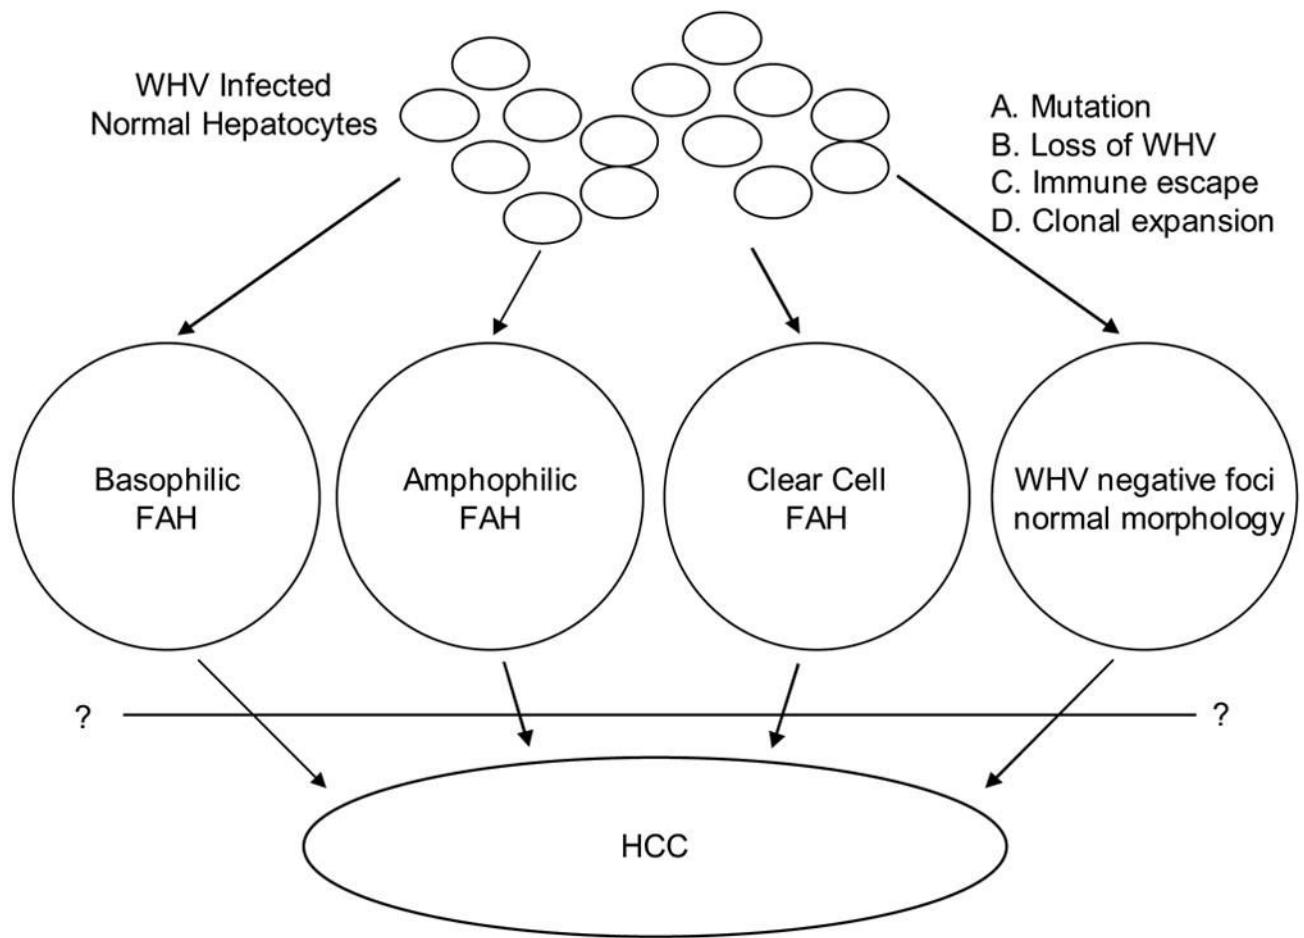 WHV Infected
Normal Hepatocytes
A. Mutation
B. Loss of WHV
C. Immune escape
D. Clonal expansion
Basophilic
FAH
Amphophilic
FAH
Clear Cell
FAH
WHV negative foci
normal morphology
?
?
HCC